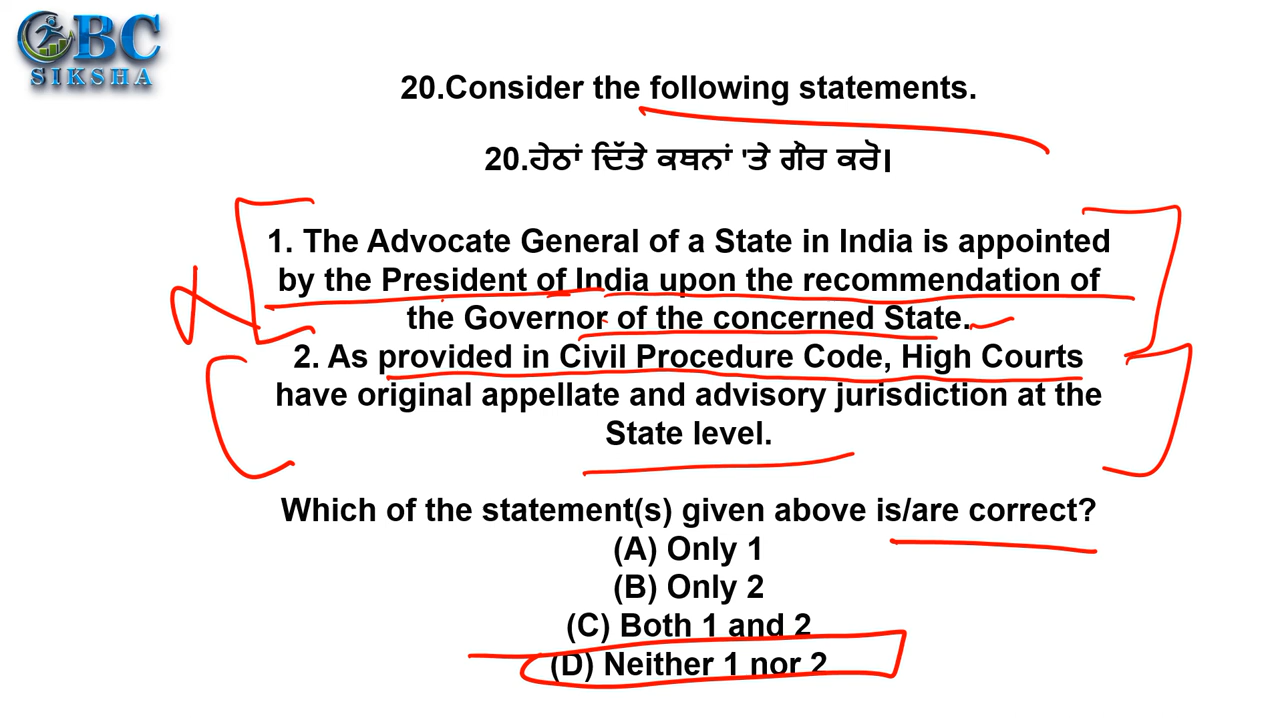 BC
SIKSHA
20.Consider the following statements.
20.ਹੇਠਾਂ ਦਿੱਤੇ ਕਥਨਾਂ 'ਤੇ ਗੌਰ ਕਰੋ।
1. The Advocate General of a State in India is appointed
by the President of India upon the recommendation of
the Governor of the concerned State.
2. As provided in Civil Procedure Code, High Courts
have original appellate and advisory jurisdiction at the
State level.
Which of the statement(s) given above is/are correct?
(A) Only 1
(B) Only 2
(C) Both 1 and 2
(D) Neither 1 nor 2